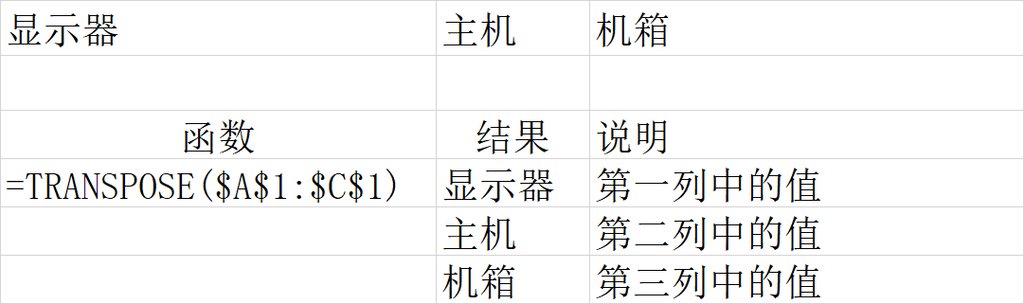 显示器 主机 机箱
函数 结果 说明
=TRANSPOSE($A$1:$C$1) 显示器 第一列中的值
主机 第二列中的值
机箱 第三列中的值